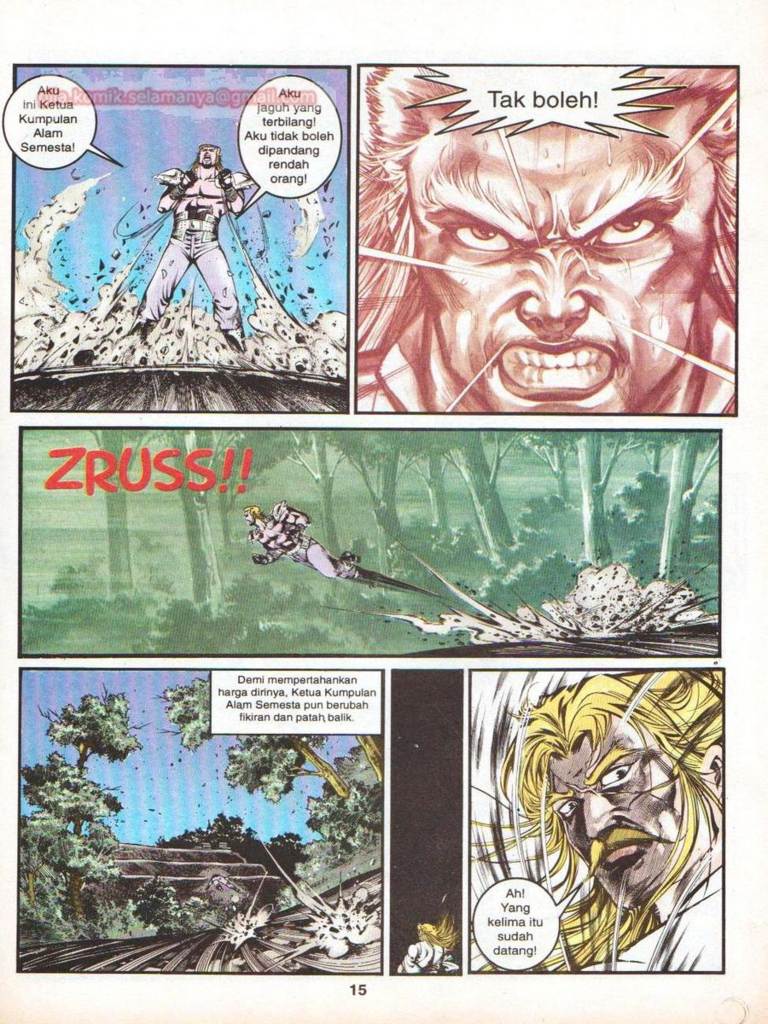 Aku
ini Ketua
Kumpulan
Alam
Semesta!
Aku
jaguh yang
terbilang!
Aku tidak boleh
dipandang
rendah
orang!
Tak boleh!
ZRUSS!!
Demi mempertahankan
harga dirinya, Ketua Kumpulan
Alam Semesta pun berubah
fikiran dan patah balik.
Ah!
Yang
kelima itu
sudah
datang!
15